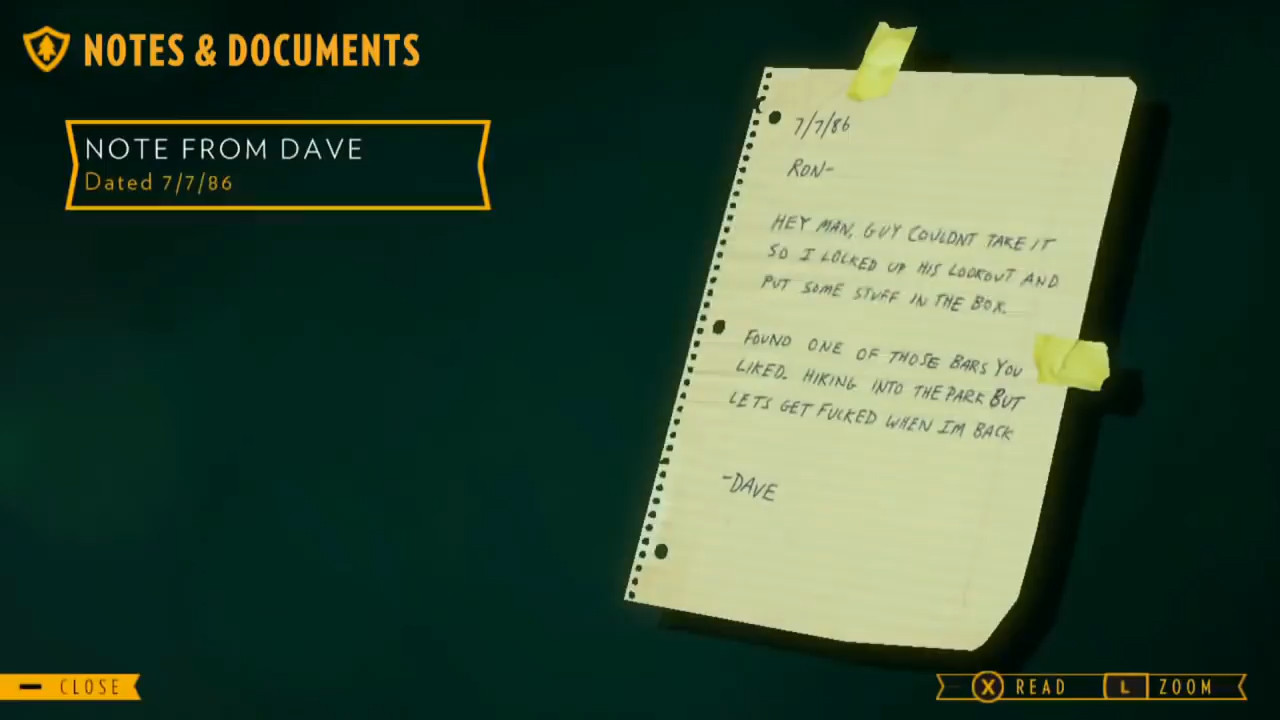 NOTES & DOCUMENTS
NOTE FROM DAVE
Dated 7/7/86
7/7/86
RON-
HEY MAN, GUY COULDNT TAKE IT
SO I LOCKED UP HIS LOOKOUT AND
PUT SOME STUFF IN THE BOX.
FOUND ONE OF THOSE BARS YOU
LIKED. HIKING INTO THE PARK BUT
LETS GET FUCKED WHEN IM BACK
-DAVE
CLOSE
X READ L ZOOM